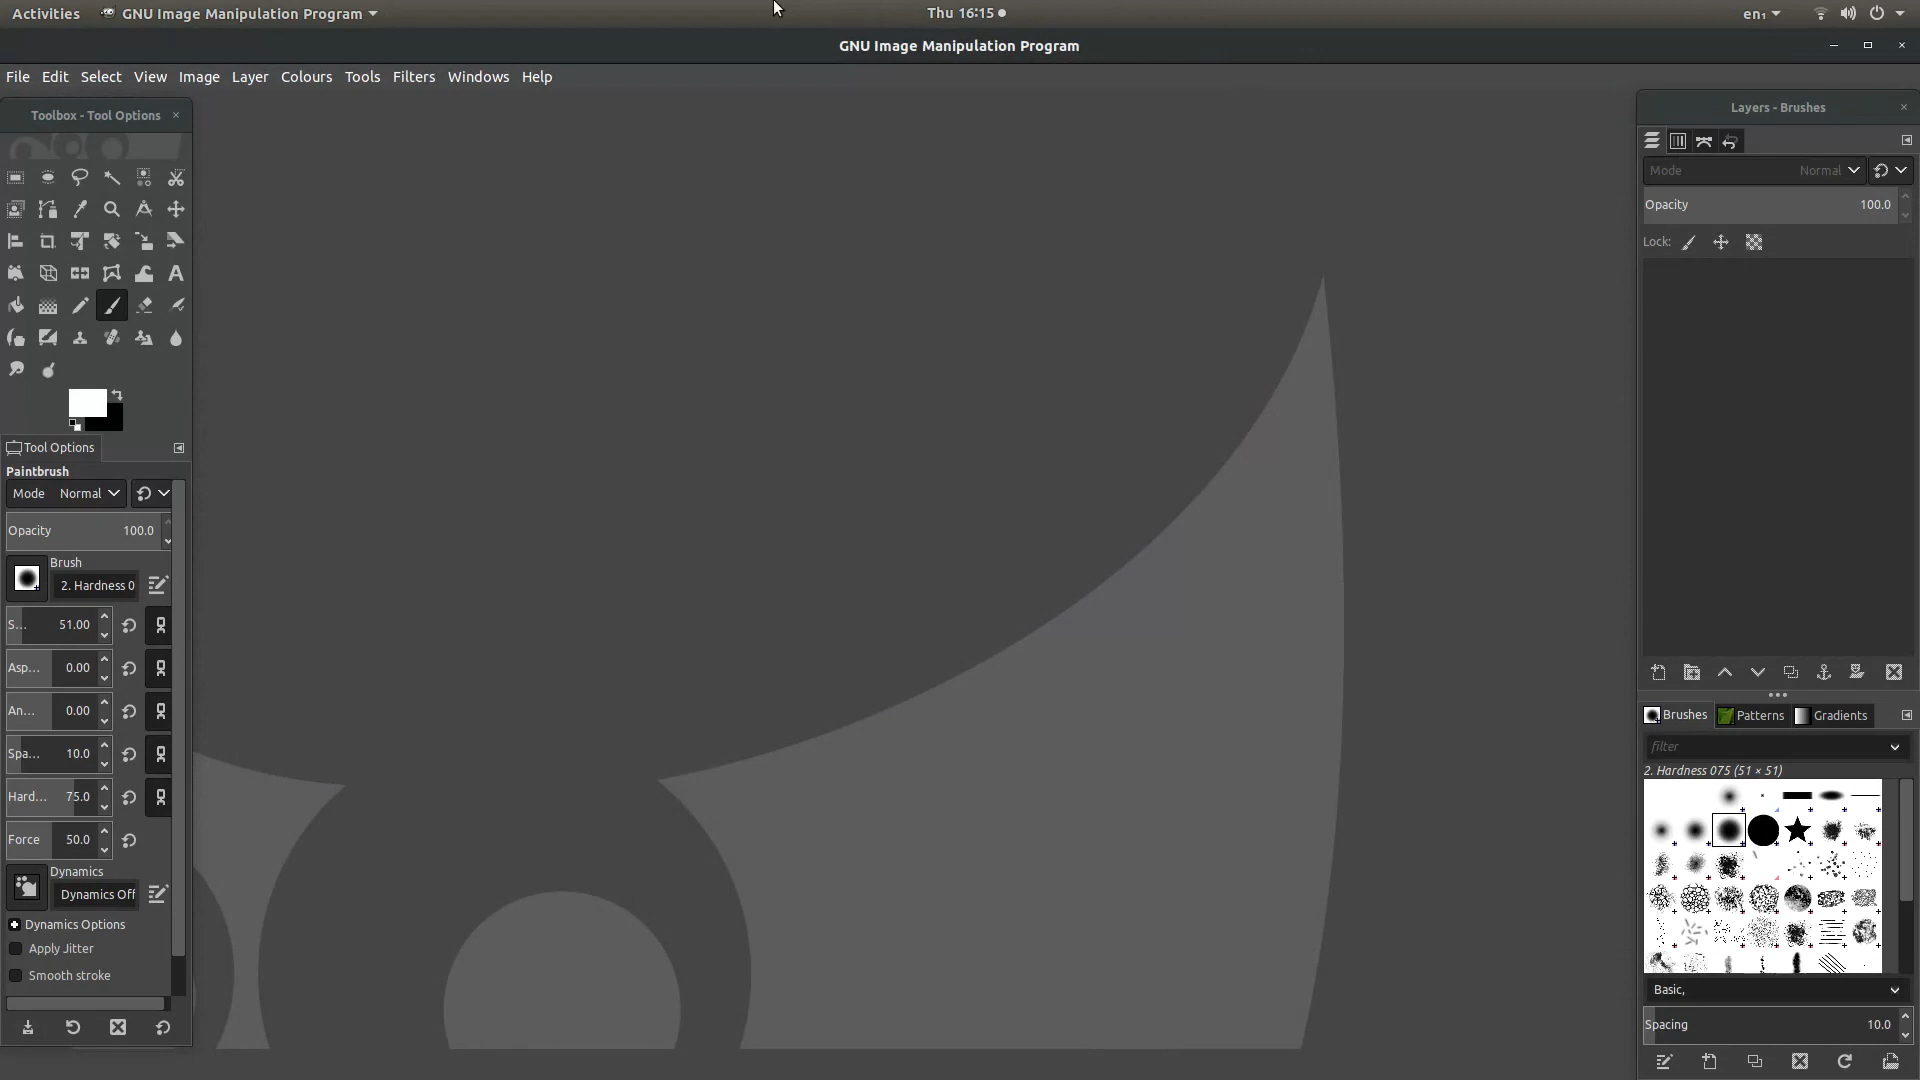 Activities GNU Image Manipulation Program Thu 16:15 en₁
GNU Image Manipulation Program
File Edit Select View Image Layer Colours Tools Filters Windows Help
Toolbox - Tool Options
Tool Options
Paintbrush
Mode Normal
Opacity 100.0
Brush
2. Hardness 0
S... 51.00
Asp... 0.00
An... 0.00
Spa... 10.0
Hard... 75.0
Force 50.0
Dynamics
Dynamics Off
Dynamics Options
Apply Jitter
Smooth stroke
Layers - Brushes
Mode Normal
Opacity 100.0
Lock:
Brushes Patterns Gradients
filter
2. Hardness 075 (51 × 51)
Basic,
Spacing 10.0